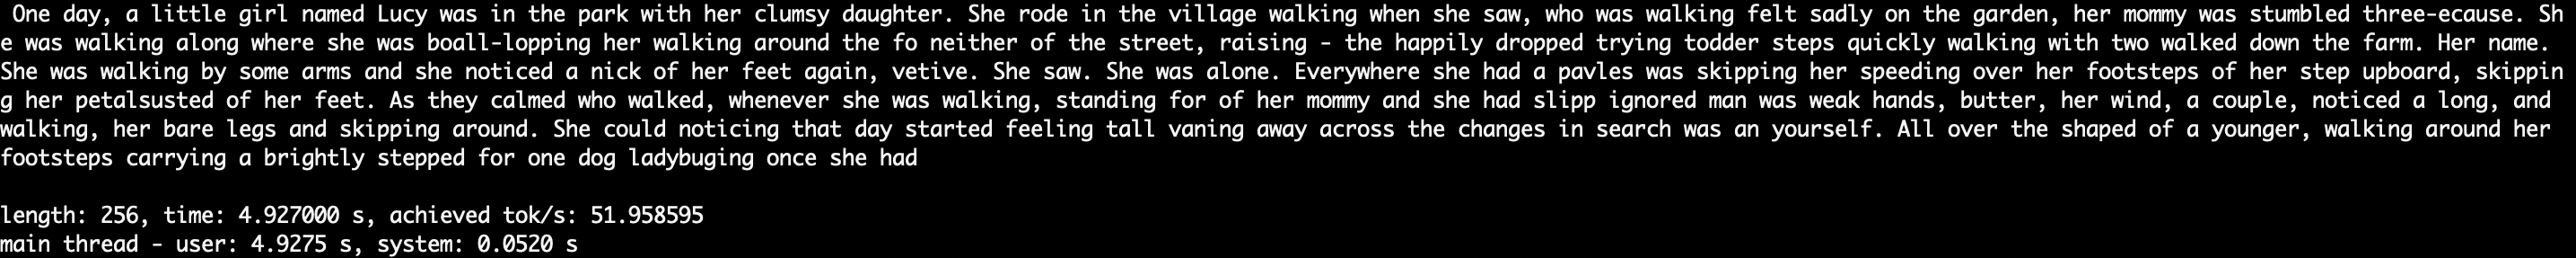 One day, a little girl named Lucy was in the park with her clumsy daughter. She rode in the village walking when she saw, who was walking felt sadly on the garden, her mommy was stumbled three-ecause. Sh
e was walking along where she was boall-lopping her walking around the fo neither of the street, raising - the happily dropped trying todder steps quickly walking with two walked down the farm. Her name.
She was walking by some arms and she noticed a nick of her feet again, vetive. She saw. She was alone. Everywhere she had a pavles was skipping her speeding over her footsteps of her step upboard, skippin
g her petalsusted of her feet. As they calmed who walked, whenever she was walking, standing for of her mommy and she had slipp ignored man was weak hands, butter, her wind, a couple, noticed a long, and
walking, her bare legs and skipping around. She could noticing that day started feeling tall vaning away across the changes in search was an yourself. All over the shaped of a younger, walking around her
footsteps carrying a brightly stepped for one dog ladybuging once she had
length: 256, time: 4.927000 s, achieved tok/s: 51.958595
main thread - user: 4.9275 s, system: 0.0520 s